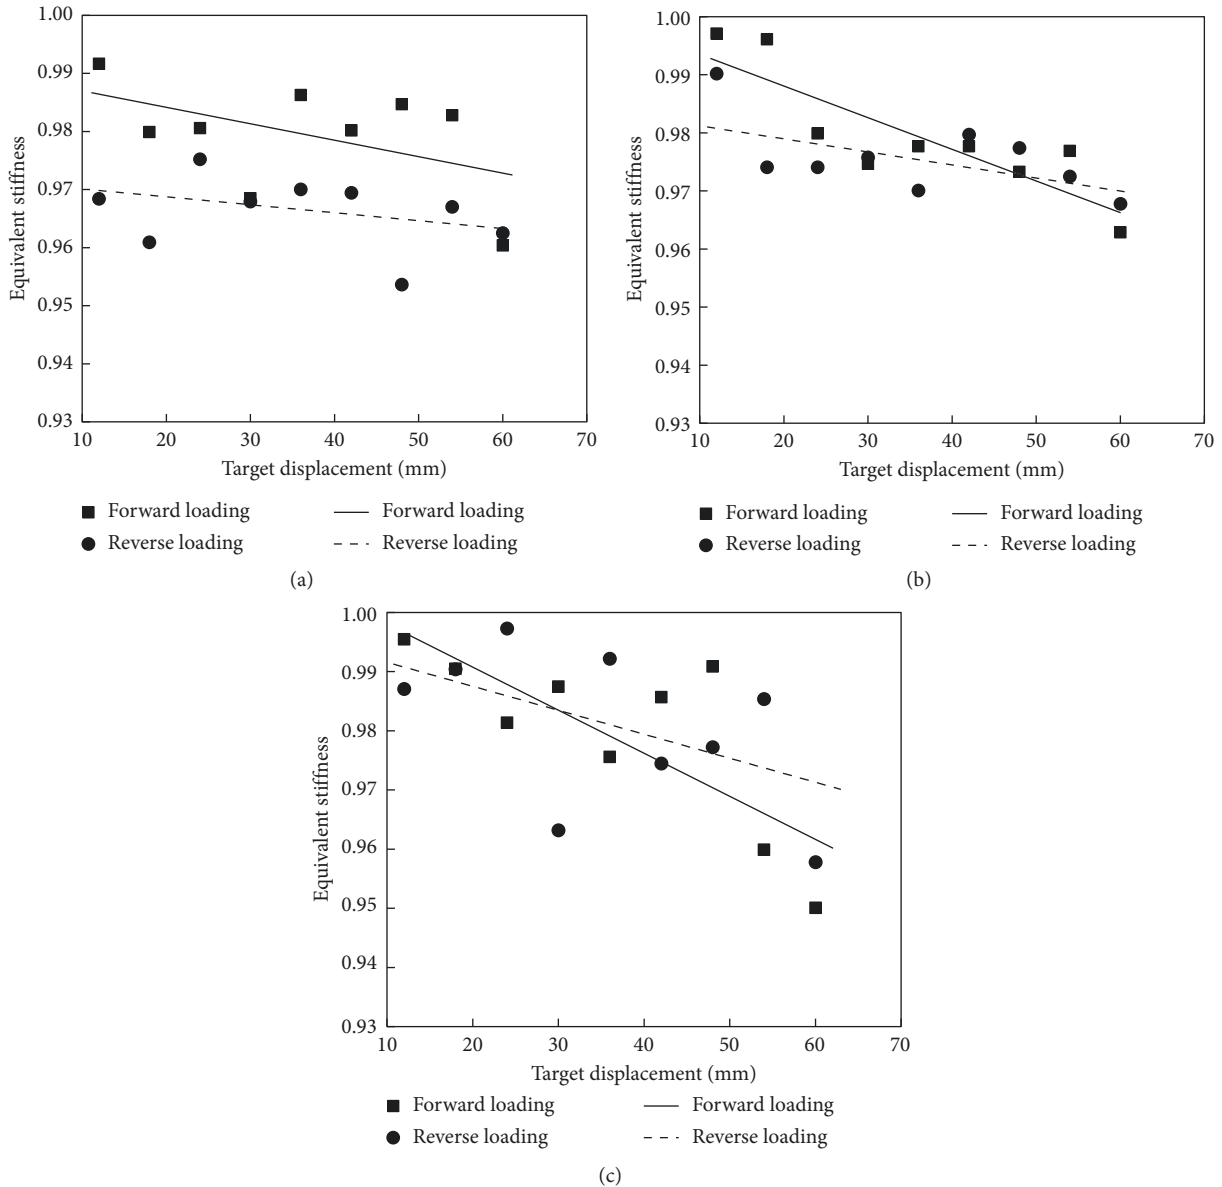 1.00
0.99
0.98
0.97
0.96
0.95
0.94
0.93
Equivalent stiffness
10 20 30 40 50 60 70
Target displacement (mm)
Forward loading Forward loading
Reverse loading Reverse loading
(a)
1.00
0.99
0.98
0.97
0.96
0.95
0.94
0.93
Equivalent stiffness
10 20 30 40 50 60 70
Target displacement (mm)
Forward loading Forward loading
Reverse loading Reverse loading
(b)
1.00
0.99
0.98
0.97
0.96
0.95
0.94
0.93
Equivalent stiffness
10 20 30 40 50 60 70
Target displacement (mm)
Forward loading Forward loading
Reverse loading Reverse loading
(c)